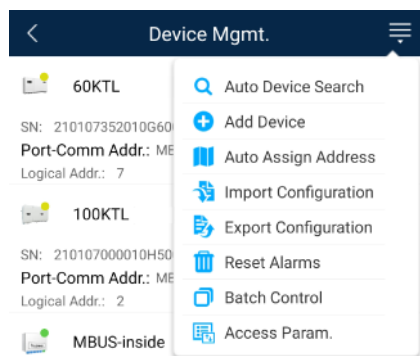 Device Mgmt.
60KTL
SN: 210107352010G60
Port-Comm Addr.: ME
Logical Addr.: 7
100KTL
SN: 210107000010H50
Port-Comm Addr.: ME
Logical Addr.: 2
MBUS-inside
Auto Device Search
Add Device
Auto Assign Address
Import Configuration
Export Configuration
Reset Alarms
Batch Control
Access Param.